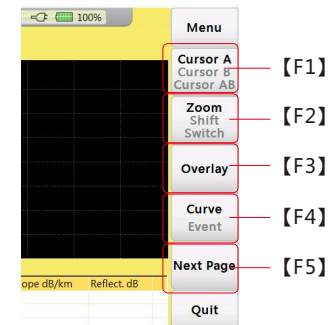 100%
Menu
Cursor A
Cursor B
Cursor AB
【F1】
Zoom
Shift
Switch
【F2】
Overlay
【F3】
Curve
Event
【F4】
Next Page
【F5】
ope dB/km Reflect. dB
Quit